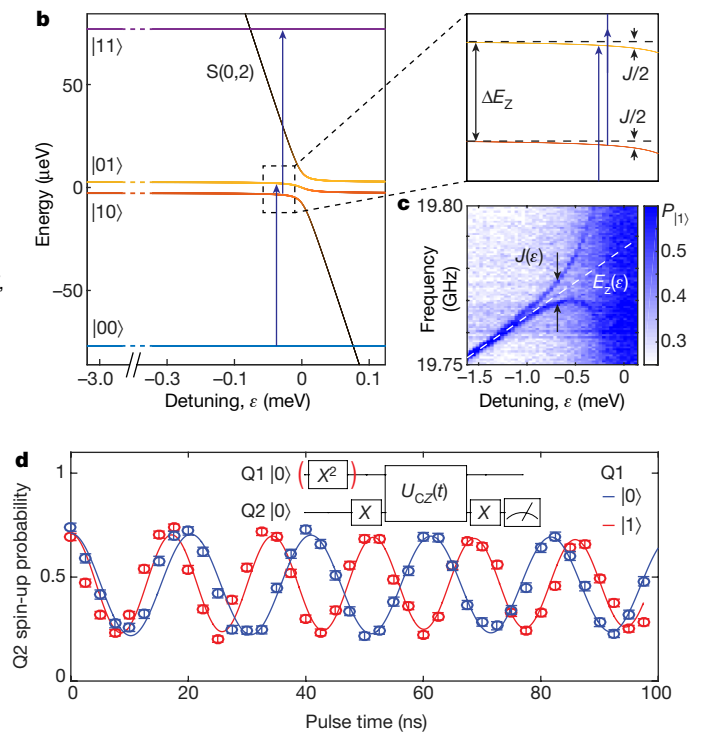 b
|11⟩
S(0,2)
|01⟩
|10⟩
|00⟩
Energy (μeV)
50
0
−50
−3.0
−0.2
−0.1
0
0.1
Detuning, ε (meV)
ΔE_Z
J/2
J/2
c
19.80
19.75
Frequency
(GHz)
J(ε)
E_Z(ε)
P_|1⟩
0.5
0.4
0.3
−1.5
−1.0
−0.5
0
Detuning, ε (meV)
d
Q1 |0⟩ ( X² )
Q2 |0⟩
X
U_CZ(t)
X
Q1
|0⟩
|1⟩
Q2 spin-up probability
1
0.5
0
0
20
40
60
80
100
Pulse time (ns)